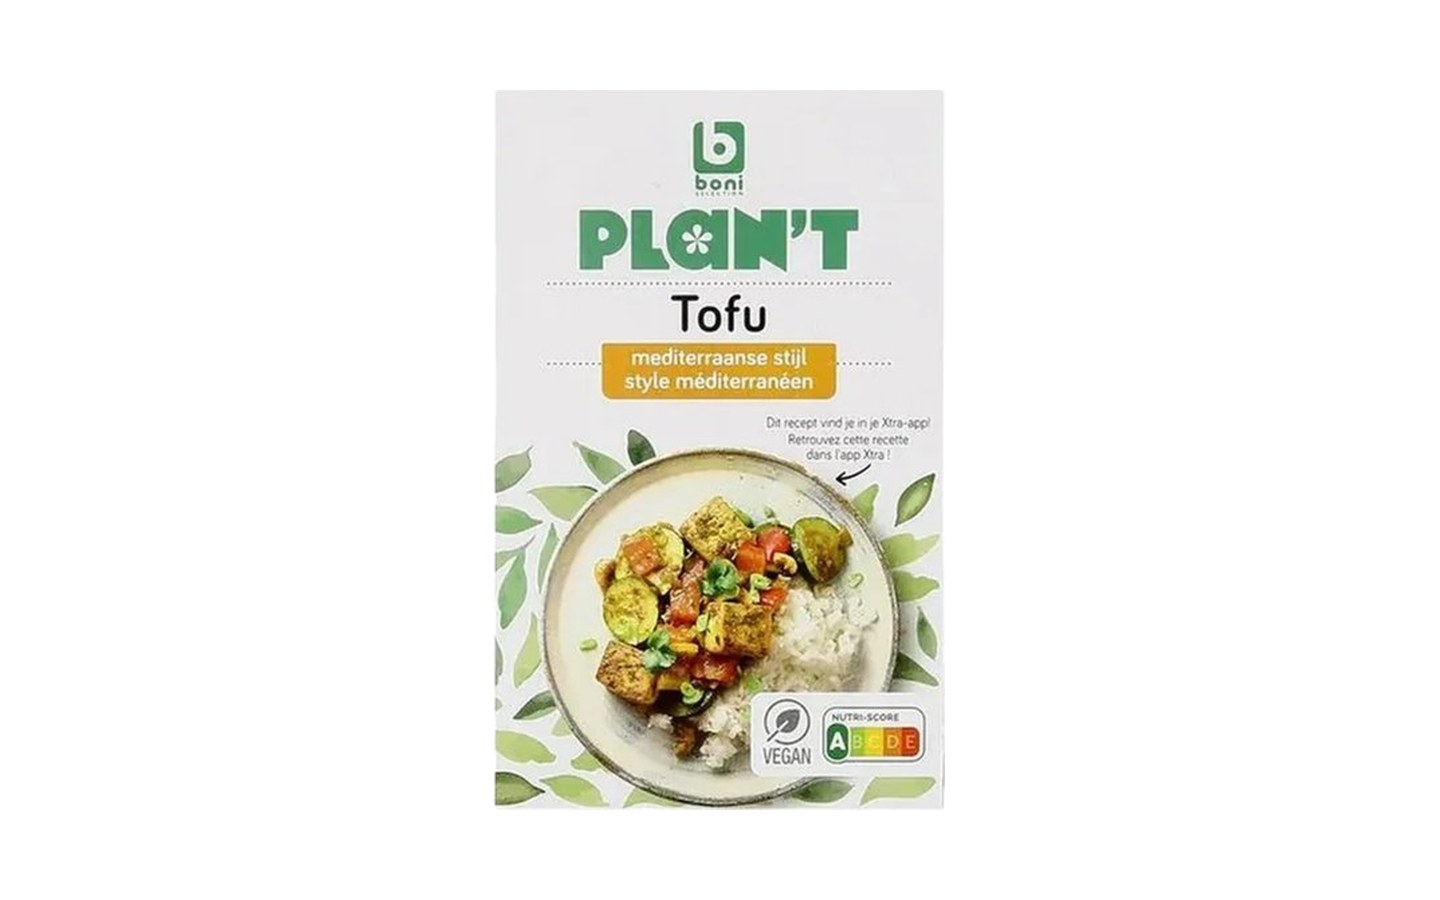 b
boni
SELECTION
PLAN'T
Tofu
mediterraanse stijl
style méditerranéen
Dit recept vind je in je Xtra-app!
Retrouvez cette recette
dans l'app Xtra !
VEGAN
NUTRI-SCORE
A B C D E